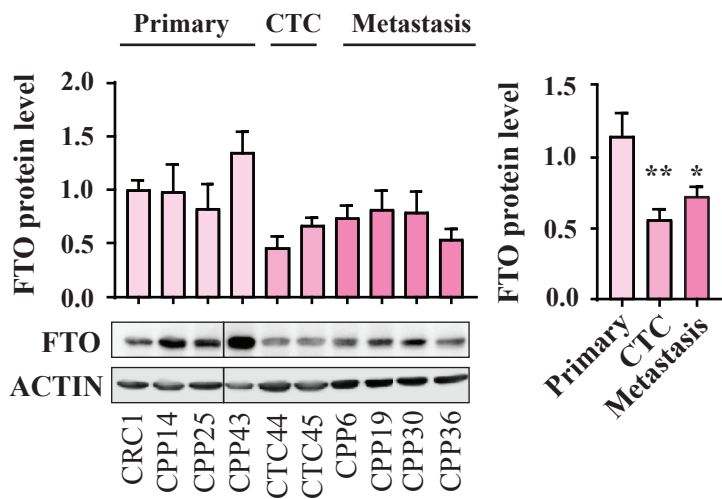 Primary CTC Metastasis
FTO protein level
2.0
1.5
1.0
0.5
0.0
FTO
ACTIN
CRC1 CPP14 CPP25 CPP43 CTC44 CTC45 CPP6 CPP19 CPP30 CPP36
FTO protein level
1.5
1.0
0.5
0.0
** *
Primary
CTC
Metastasis